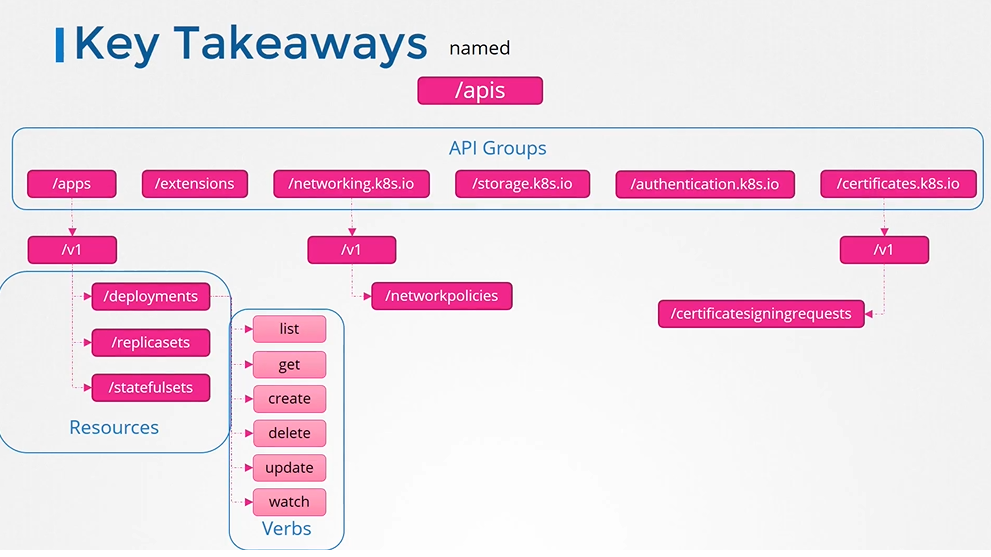 Key Takeaways
named
/apis
API Groups
/apps
/extensions
/networking.k8s.io
/storage.k8s.io
/authentication.k8s.io
/certificates.k8s.io
/v1
/v1
/v1
/deployments
/networkpolicies
/certificatesigningrequests
/replicasets
/statefulsets
Resources
list
get
create
delete
update
watch
Verbs